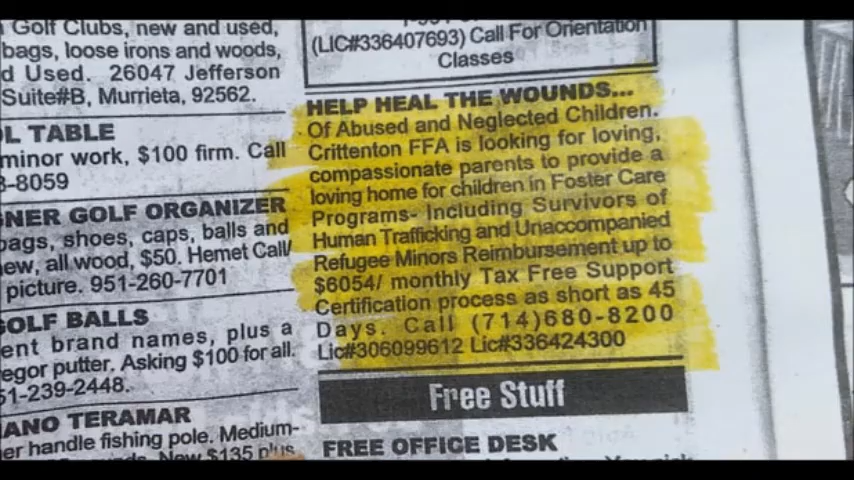 Golf Clubs, new and used,
bags, loose irons and woods,
d Used. 26047 Jefferson
Suite#B, Murrieta, 92562.
L TABLE
minor work, $100 firm. Call
3-8059
NER GOLF ORGANIZER
bags, shoes, caps, balls and
ew, all wood, $50. Hemet Call/
picture. 951-260-7701
GOLF BALLS
ent brand names, plus a
egor putter. Asking $100 for all.
51-239-2448.
ANO TERAMAR
er handle fishing pole. Medium-
New $135 plus
(LIC#336407693) Call For Orientation
Classes
HELP HEAL THE WOUNDS...
Of Abused and Neglected Children.
Crittenton FFA is looking for loving,
compassionate parents to provide a
loving home for children in Foster Care
Programs- Including Survivors of
Human Trafficking and Unaccompanied
Refugee Minors Reimbursement up to
$6054/ monthly Tax Free Support
Certification process as short as 45
Days. Call (714)680-8200
Lic#306099612 Lic#336424300
Free Stuff
FREE OFFICE DESK